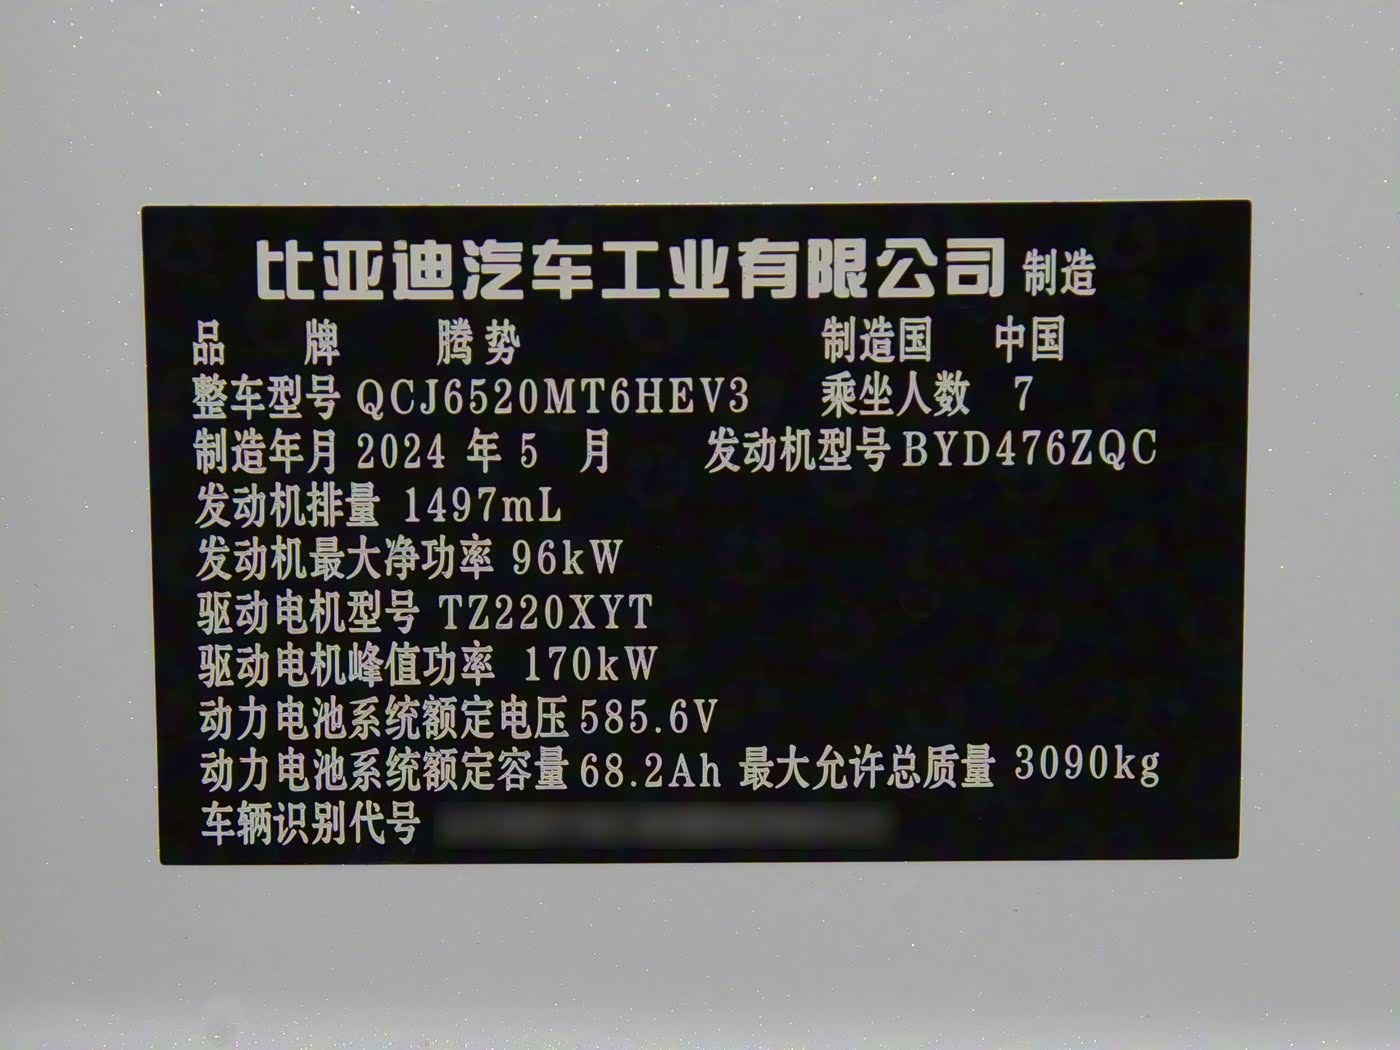 比亚迪汽车工业有限公司 制造
品 牌 腾势 制造国 中国
整车型号 QCJ6520MT6HEV3 乘坐人数 7
制造年月 2024 年 5 月 发动机型号 BYD476ZQC
发动机排量 1497mL
发动机最大净功率 96kW
驱动电机型号 TZ220XYT
驱动电机峰值功率 170kW
动力电池系统额定电压 585.6V
动力电池系统额定容量 68.2Ah 最大允许总质量 3090kg
车辆识别代号